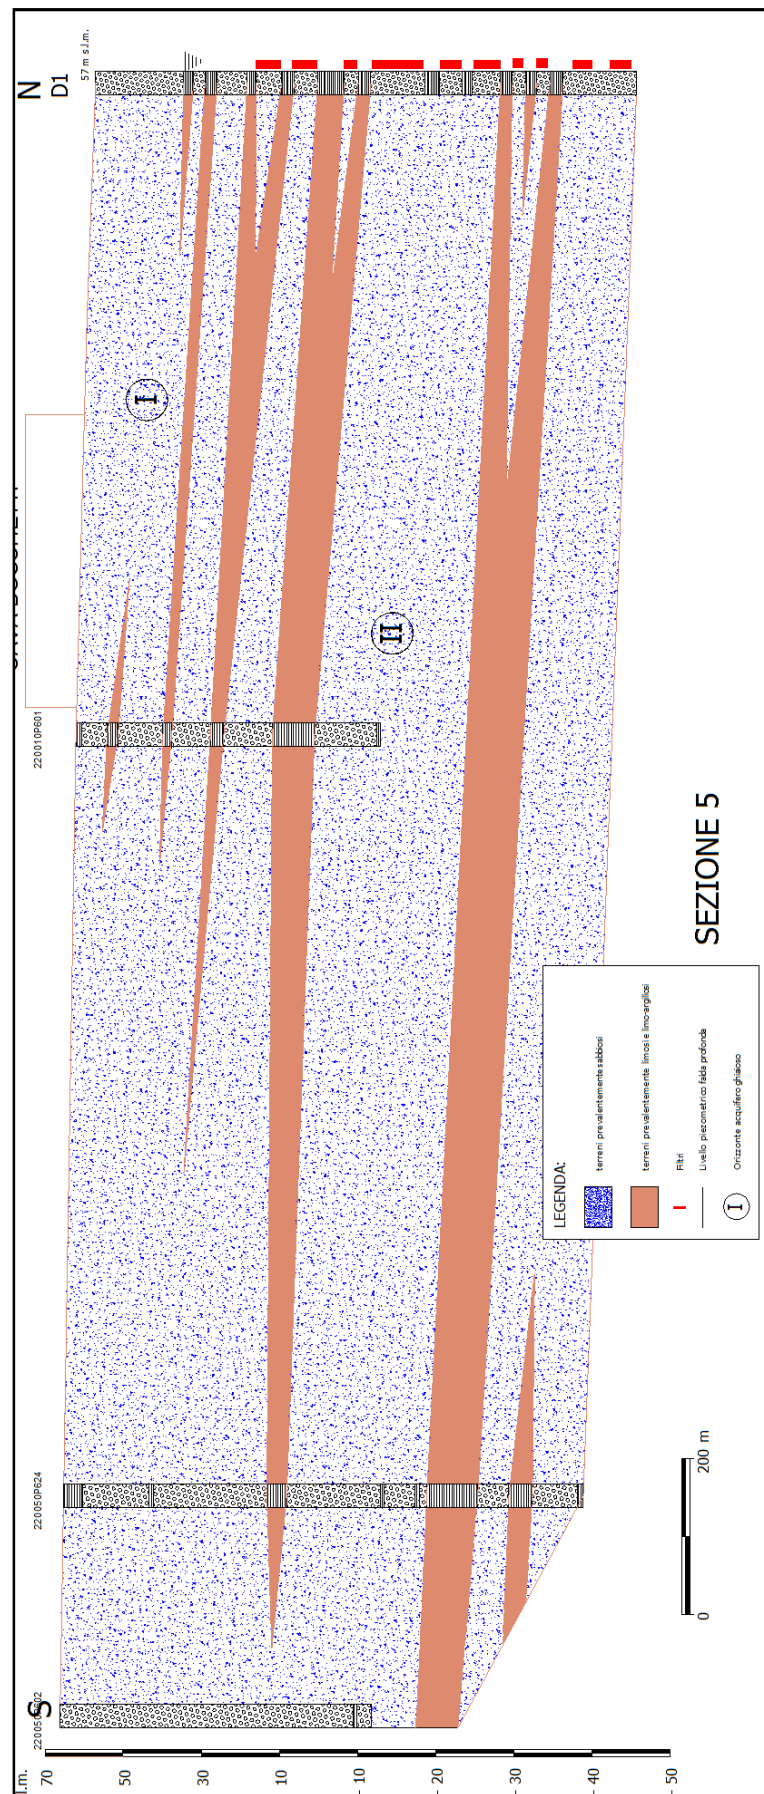 N
D1
57 m s.l.m.
I
II
220010P601
220050P624
S
SEZIONE 5
LEGENDA:
terreni prevalentemente sabbiosi
terreni prevalentemente limosi e limo-argillosi
Filtri
Livello piezometrico falda profonda
I
Orizzonte acquifero ghiaioso
0
200 m
70
50
30
10
- 10
- 20
- 30
- 40
- 50